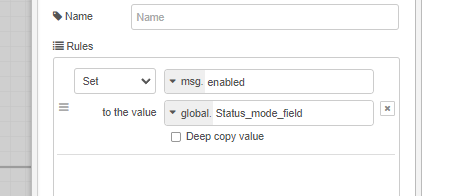 Name
Name
Rules
Set
msg. enabled
to the value
global. Status_mode_field
Deep copy value